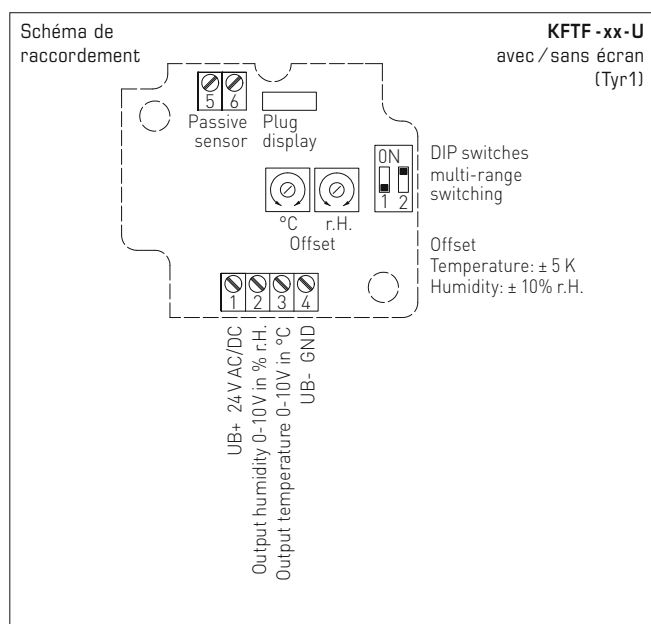 Schéma de
raccordement
KFTF - xx - U
avec / sans écran
(Tyr1)
5 6
Passive
sensor
Plug
display
ON
1 2
DIP switches
multi-range
switching
°C r.H.
Offset
Offset
Temperature: ± 5 K
Humidity: ± 10% r.H.
1 2 3 4
UB+ 24V AC/DC
Output humidity 0-10V in % r.H.
Output temperature 0-10V in °C
UB- GND